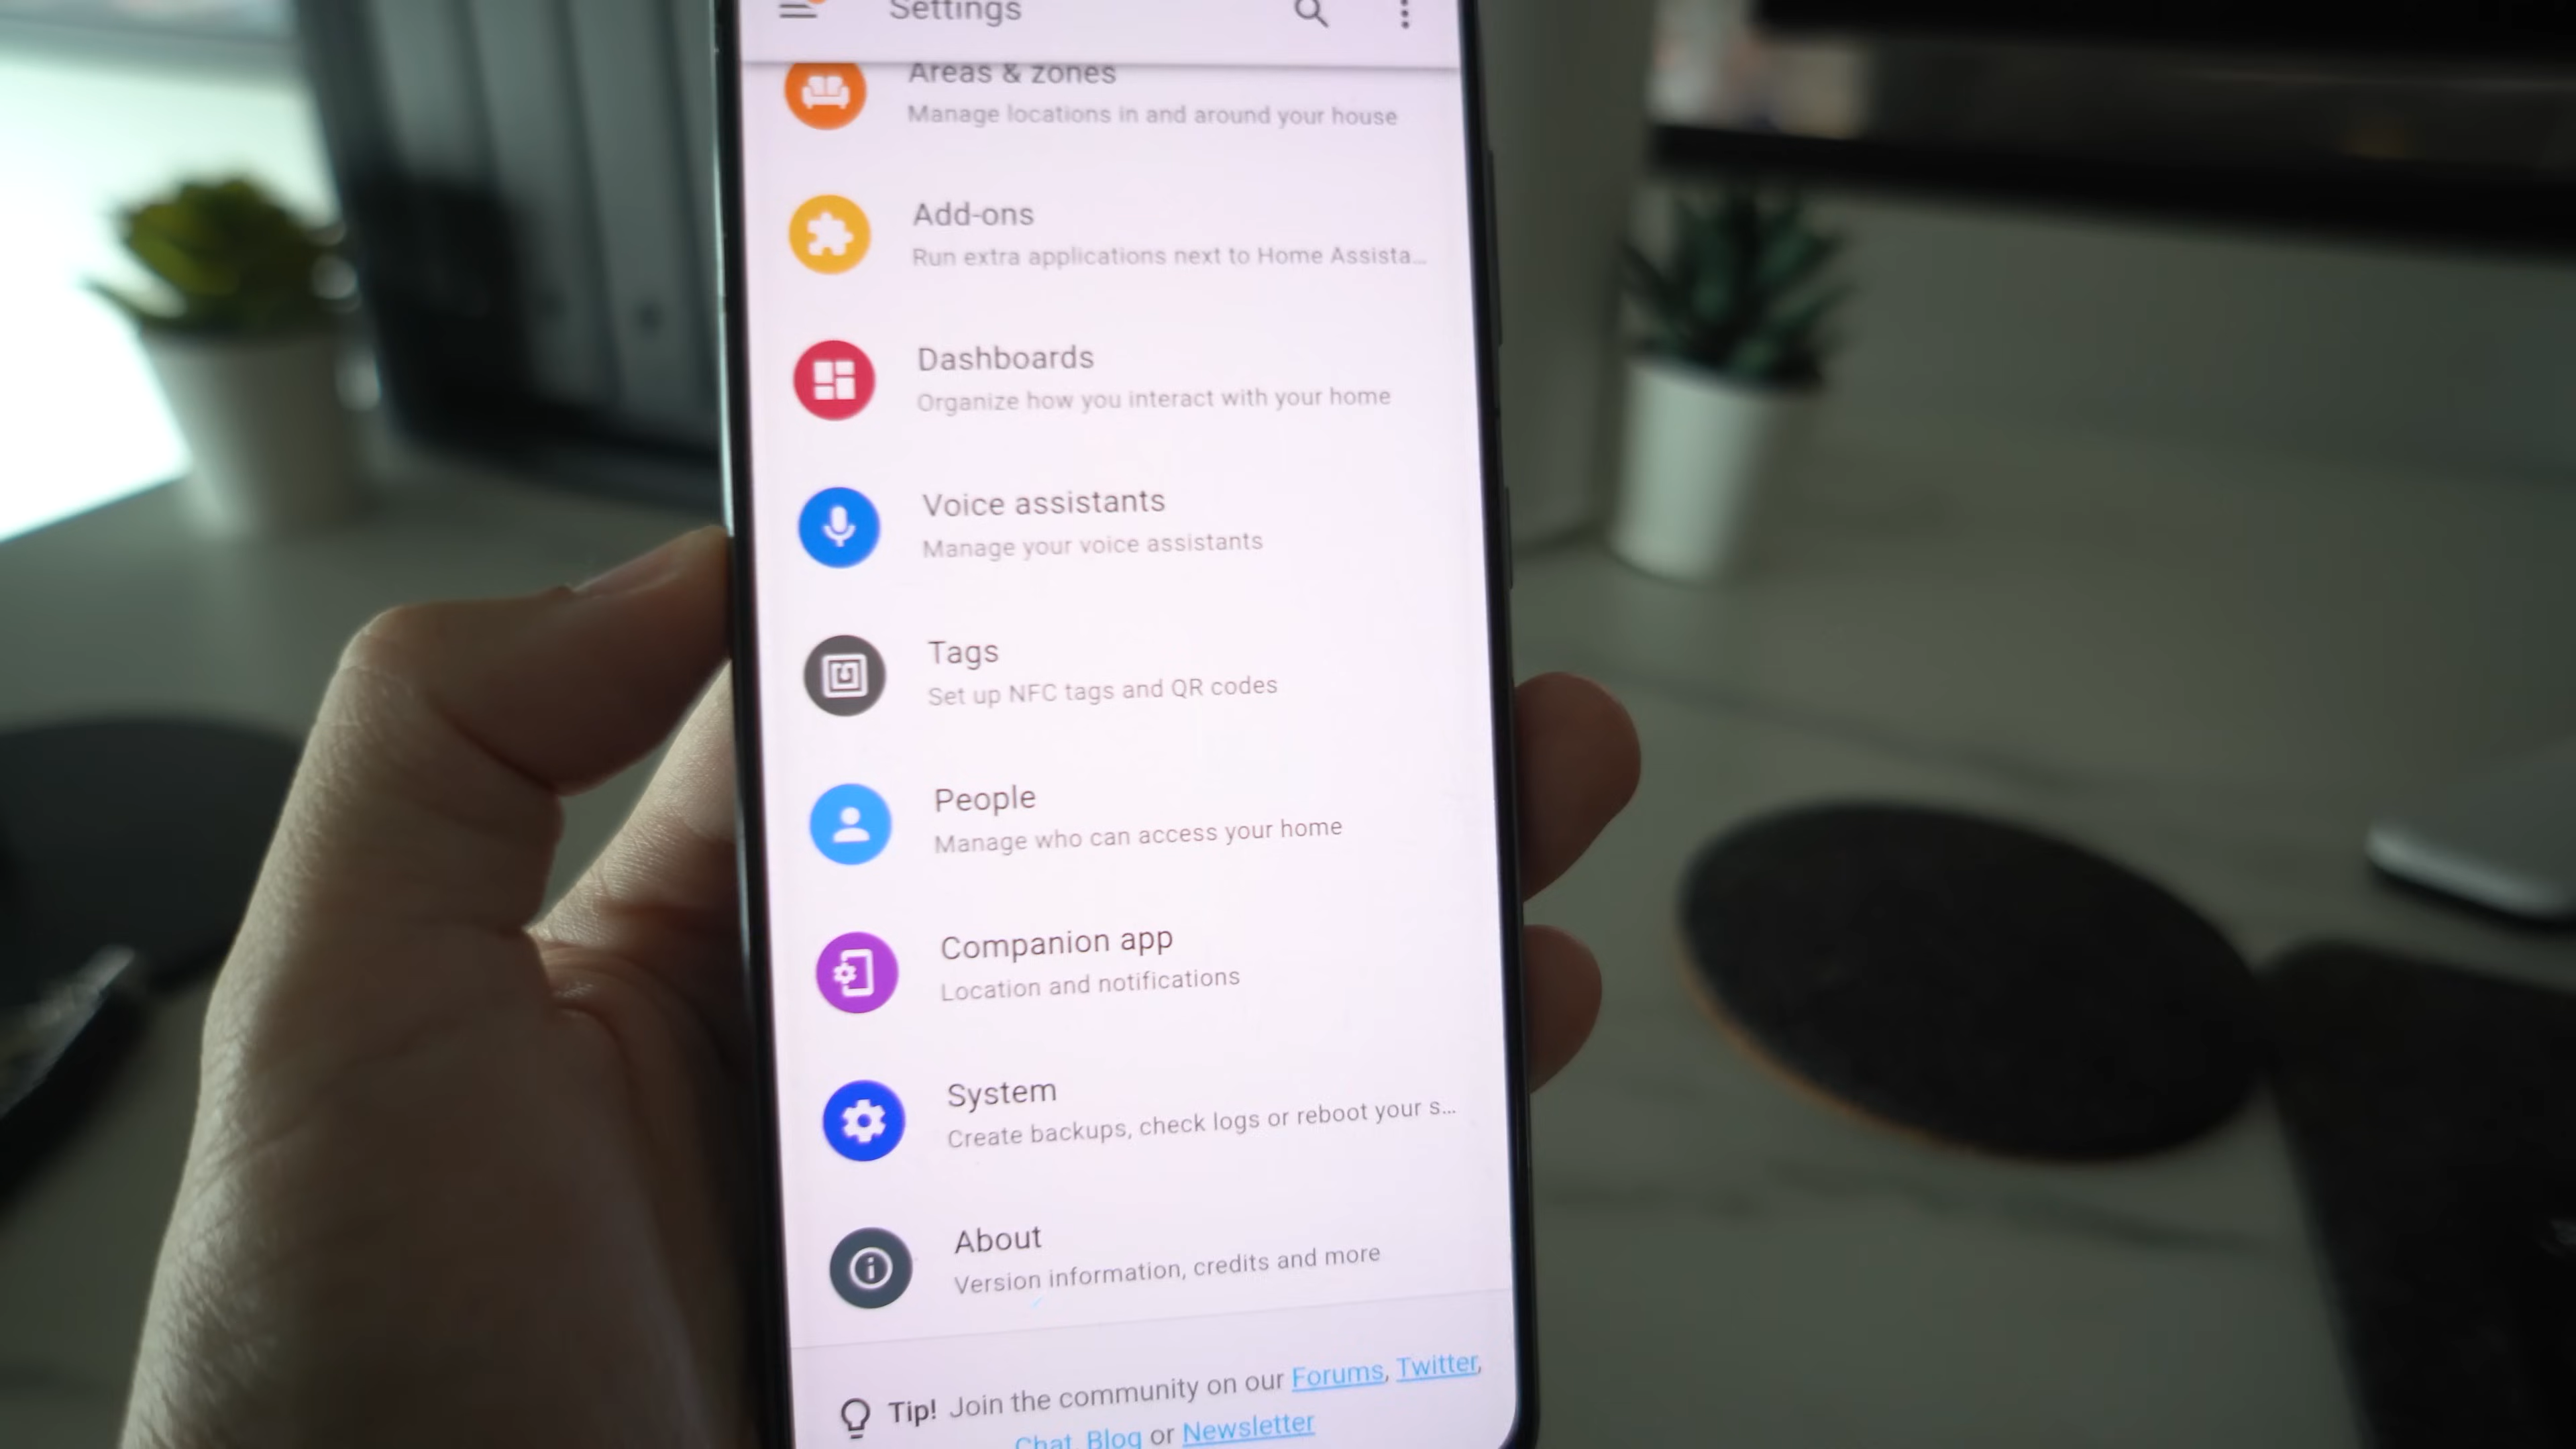 Settings
Areas & zones
Manage locations in and around your house
Add-ons
Run extra applications next to Home Assista...
Dashboards
Organize how you interact with your home
Voice assistants
Manage your voice assistants
Tags
Set up NFC tags and QR codes
People
Manage who can access your home
Companion app
Location and notifications
System
Create backups, check logs or reboot your s...
About
Version information, credits and more
Tip! Join the community on our Forums, Twitter,
Chat, Blog or Newsletter